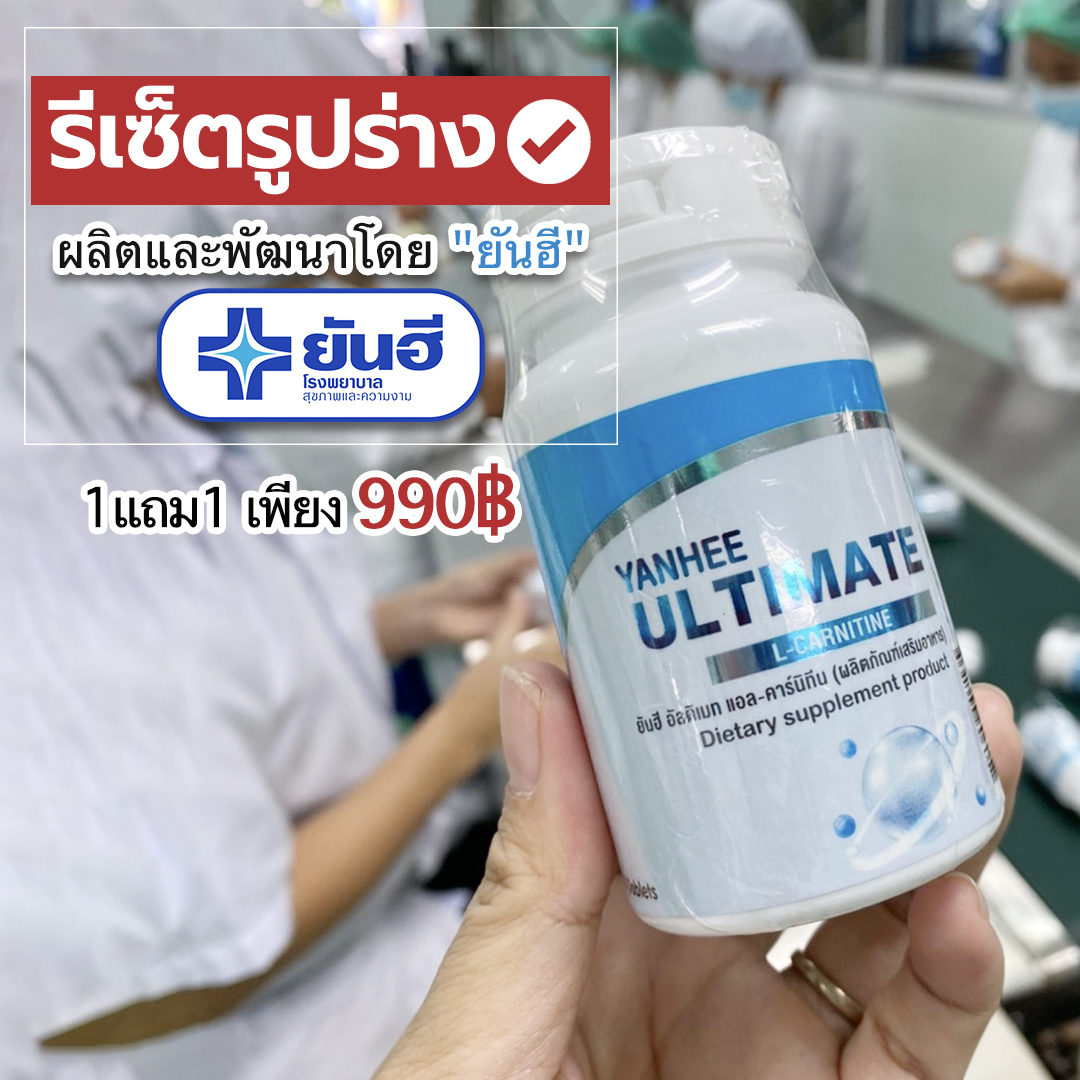 รีเซ็ตรูปร่าง
ผลิตและพัฒนาโดย "ยันฮี"
ยันฮี
โรงพยาบาล
สุขภาพและความงาม
1แถม1 เพียง 990฿
YANHEE
ULTIMATE
L-CARNITINE
ยันฮี อัลติเมท แอล-คาร์นิทีน (ผลิตภัณฑ์เสริมอาหาร)
Dietary supplement product
Tablets